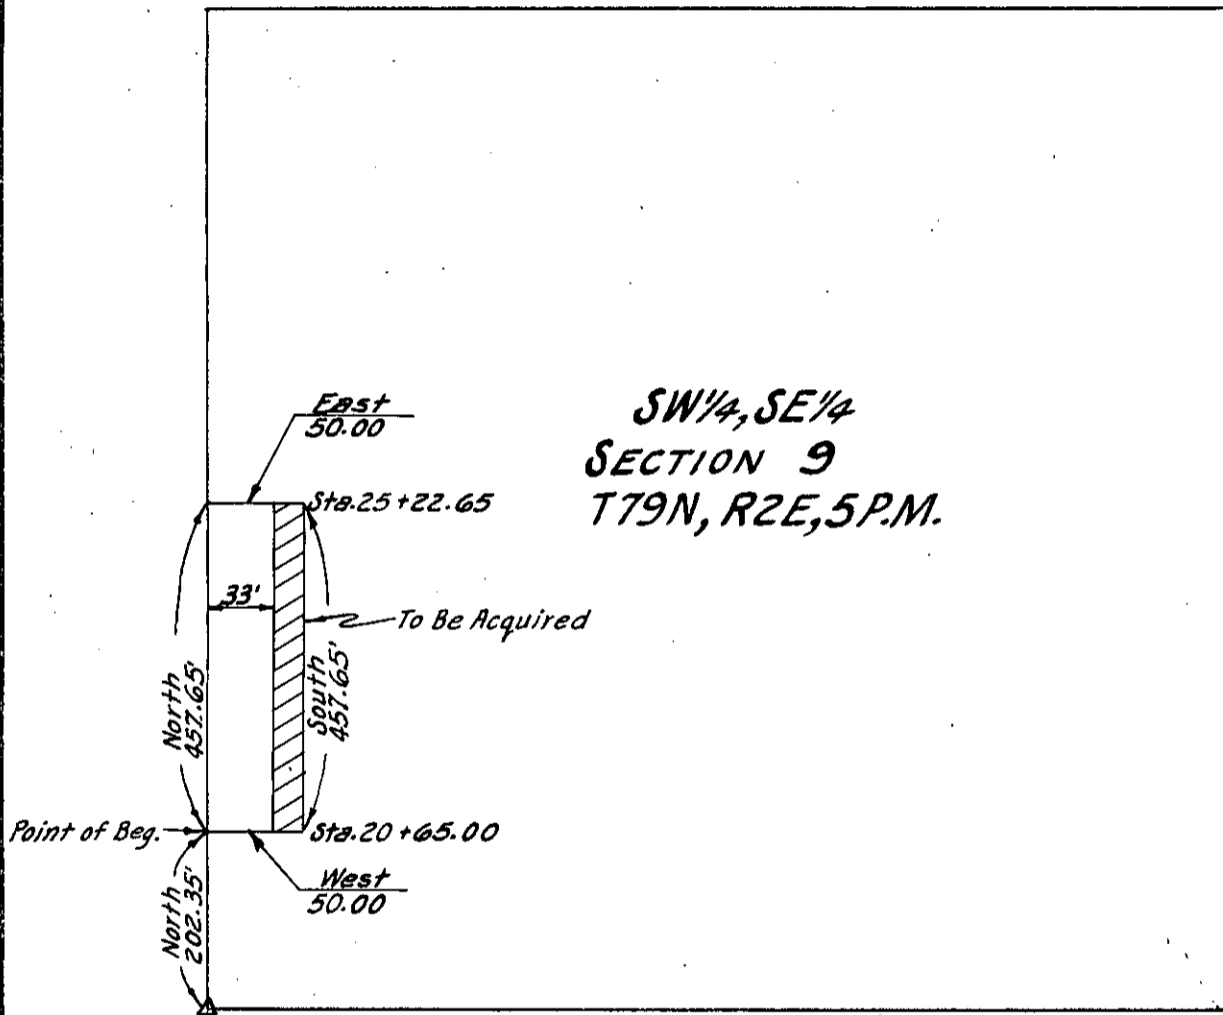 East
50.00
SW¼, SE¼
SECTION 9
T79N, R2E, 5P.M.
Sta. 25+22.65
33'
To Be Acquired
North
457.65'
South
457.65'
Point of Beg.
Sta. 20+65.00
West
50.00
North
202.35'